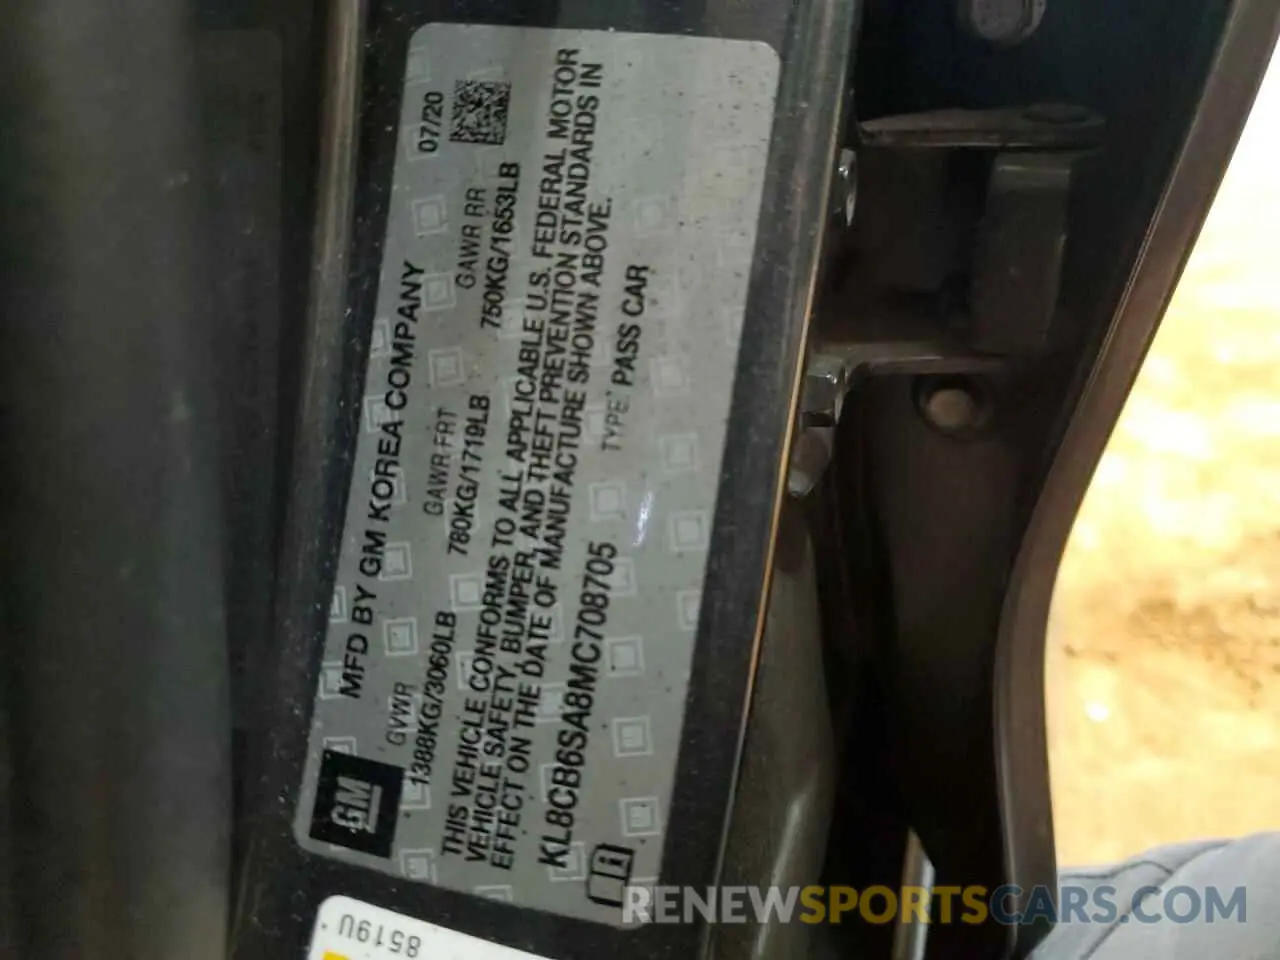 MFD BY GM KOREA COMPANY 07/20
GM
GVWR GAWR FRT GAWR RR
1388KG/3060LB 780KG/1719LB 750KG/1653LB
THIS VEHICLE CONFORMS TO ALL APPLICABLE U.S. FEDERAL MOTOR
VEHICLE SAFETY, BUMPER, AND THEFT PREVENTION STANDARDS IN
EFFECT ON THE DATE OF MANUFACTURE SHOWN ABOVE.
KL8CB6SA8MC708705 TYPE: PASS CAR
8519U
RENEWSPORTSCARS.COM